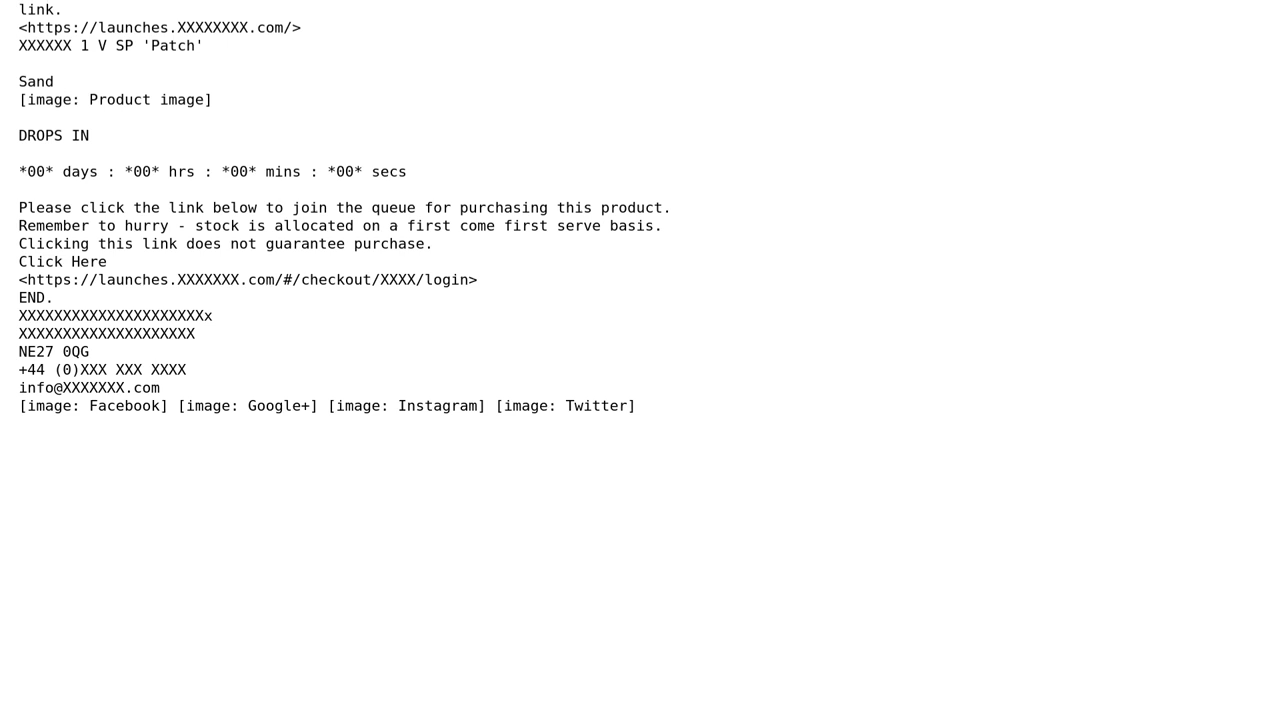 link.
<https://launches.XXXXXXXX.com/>
XXXXXX 1 V SP 'Patch'
Sand
[image: Product image]
DROPS IN
*00* days : *00* hrs : *00* mins : *00* secs
Please click the link below to join the queue for purchasing this product.
Remember to hurry - stock is allocated on a first come first serve basis.
Clicking this link does not guarantee purchase.
Click Here
<https://launches.XXXXXXX.com/#/checkout/XXXX/login>
END.
XXXXXXXXXXXXXXXXXXXXXx
XXXXXXXXXXXXXXXXXXXX
NE27 0QG
+44 (0)XXX XXX XXXX
info@XXXXXXX.com
[image: Facebook] [image: Google+] [image: Instagram] [image: Twitter]